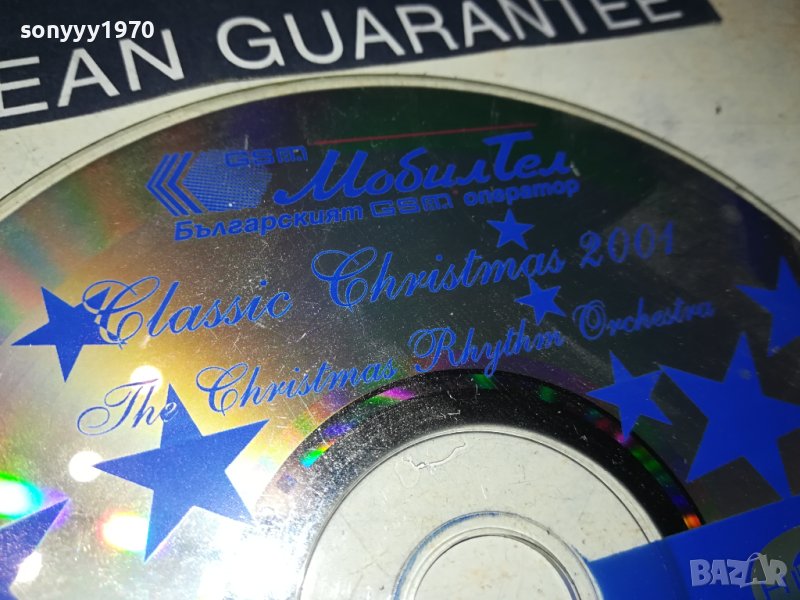 sonyyy1970
EAN GUARANTEE
GSM
МобилТел
Българският GSM оператор
Classic Christmas 2001
The Christmas Rhythm Orchestra
BAZAR